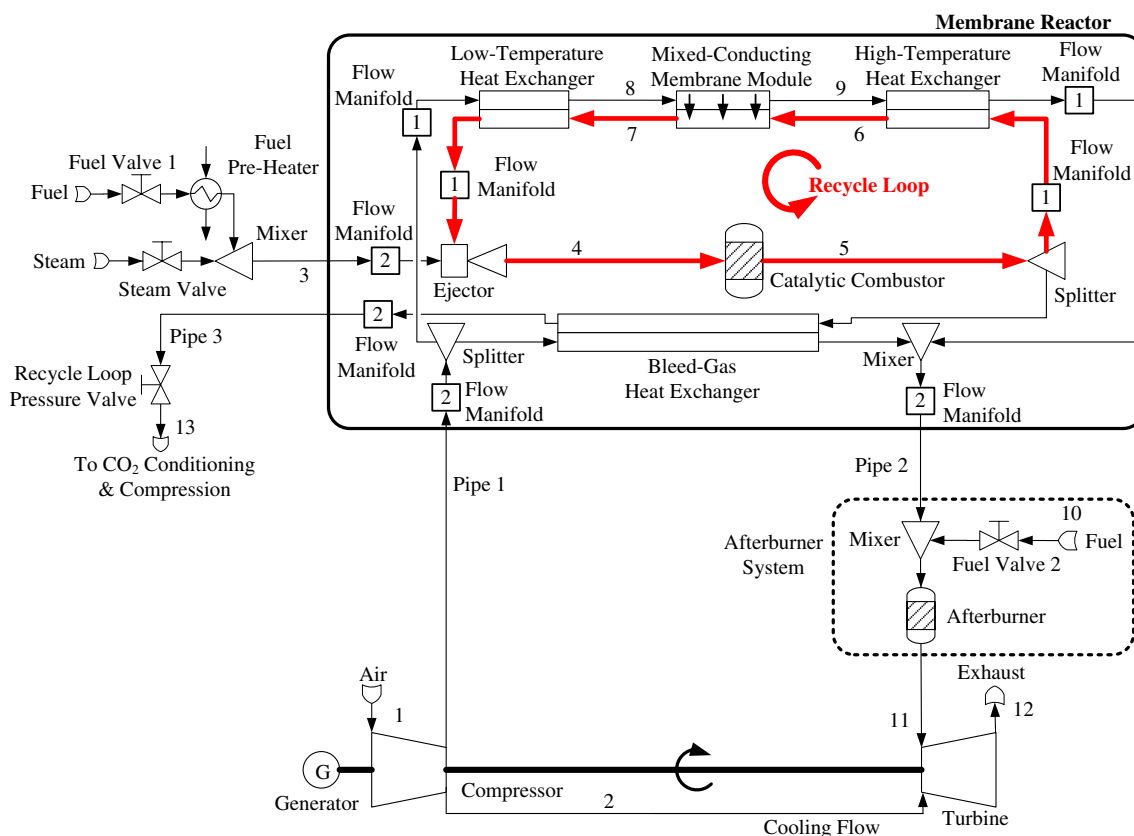 Membrane Reactor
Low-Temperature
Heat Exchanger
Mixed-Conducting
Membrane Module
High-Temperature
Heat Exchanger
Flow
Manifold
Flow
Manifold
8
9
1
1
7
6
Fuel
Pre-Heater
Fuel Valve 1
Fuel
Flow
Manifold
1
Recycle Loop
Flow
Manifold
1
Mixer
Flow
Manifold
Steam
Steam Valve
3
2
4
5
Ejector
Catalytic Combustor
Splitter
2
Pipe 3
Flow
Manifold
Splitter
Bleed-Gas
Heat Exchanger
Mixer
Recycle Loop
Pressure Valve
2
Flow
Manifold
2
Flow
Manifold
13
To CO₂ Conditioning
& Compression
Pipe 1
Pipe 2
Afterburner
System
Mixer
10
Fuel
Fuel Valve 2
Afterburner
Air
Exhaust
1
11
12
G
Generator
Compressor
2
Cooling Flow
Turbine